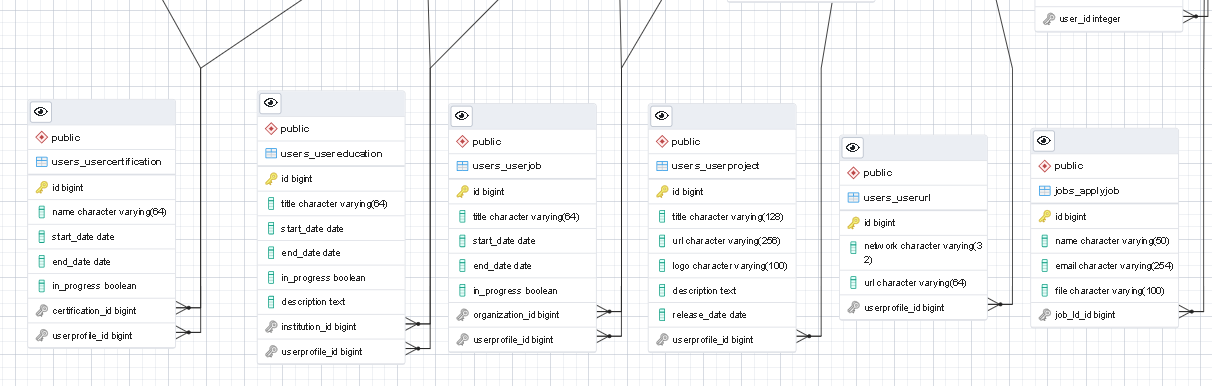 user_id integer
public
users_usercertification
id bigint
name character varying(64)
start_date date
end_date date
in_progress boolean
certification_id bigint
userprofile_id bigint
public
users_usereducation
id bigint
title character varying(64)
start_date date
end_date date
in_progress boolean
description text
institution_id bigint
userprofile_id bigint
public
users_userjob
id bigint
title character varying(64)
start_date date
end_date date
in_progress boolean
organization_id bigint
userprofile_id bigint
public
users_userproject
id bigint
title character varying(128)
url character varying(256)
logo character varying(100)
description text
release_date date
userprofile_id bigint
public
users_userurl
id bigint
network character varying(3
2)
url character varying(64)
userprofile_id bigint
public
jobs_applyjob
id bigint
name character varying(50)
email character varying(254)
file character varying(100)
job_Id_id bigint